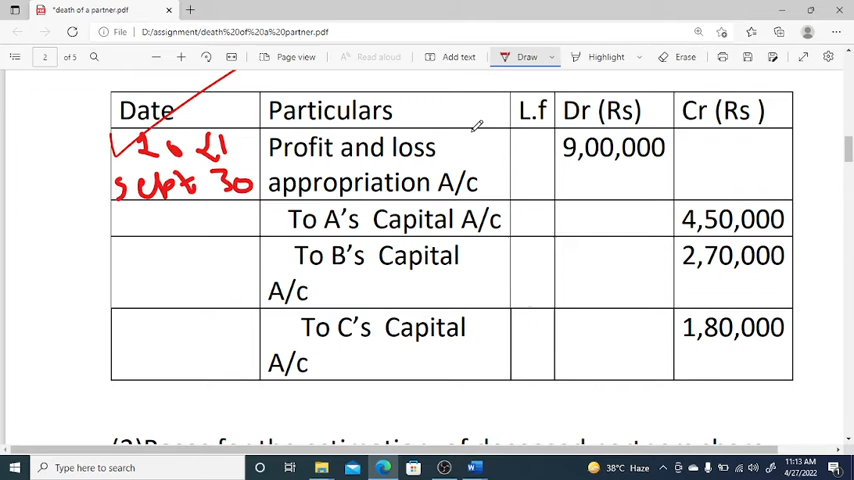 *death of a partner.pdf
File D:/assignment/death%20of%20a%20partner.pdf
2 of 5 Page view Read aloud Add text Draw Highlight Erase
Date Particulars L.f Dr (Rs) Cr (Rs )
2021 Profit and loss 9,00,000
sept 30 appropriation A/c
To A's Capital A/c 4,50,000
To B's Capital 2,70,000
A/c
To C's Capital 1,80,000
A/c
Type here to search 38°C Haze 11:13 AM
4/27/2022